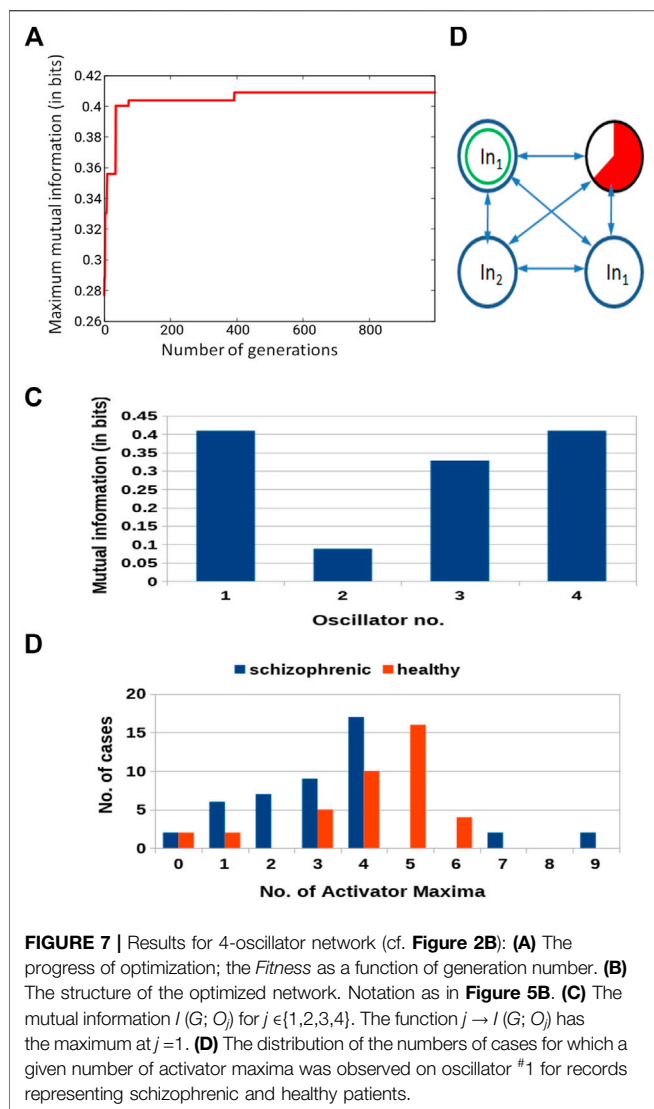 A
D
Maximum mutual information (in bits)
0.42
0.4
0.38
0.36
0.34
0.32
0.3
0.28
0.26
0 200 400 600 800
Number of generations
In1
In2
In1
C
Mutual information (in bits)
0.45
0.4
0.35
0.3
0.25
0.2
0.15
0.1
0.05
0
1 2 3 4
Oscillator no.
D
schizophrenic healthy
No. of cases
20
15
10
5
0
0 1 2 3 4 5 6 7 8 9
No. of Activator Maxima
FIGURE 7 | Results for 4-oscillator network (cf. Figure 2B): (A) The
progress of optimization; the Fitness as a function of generation number. (B)
The structure of the optimized network. Notation as in Figure 5B. (C) The
mutual information I (G; Oj) for j ϵ{1,2,3,4}. The function j → I (G; Oj) has
the maximum at j =1. (D) The distribution of the numbers of cases for which a
given number of activator maxima was observed on oscillator #1 for records
representing schizophrenic and healthy patients.